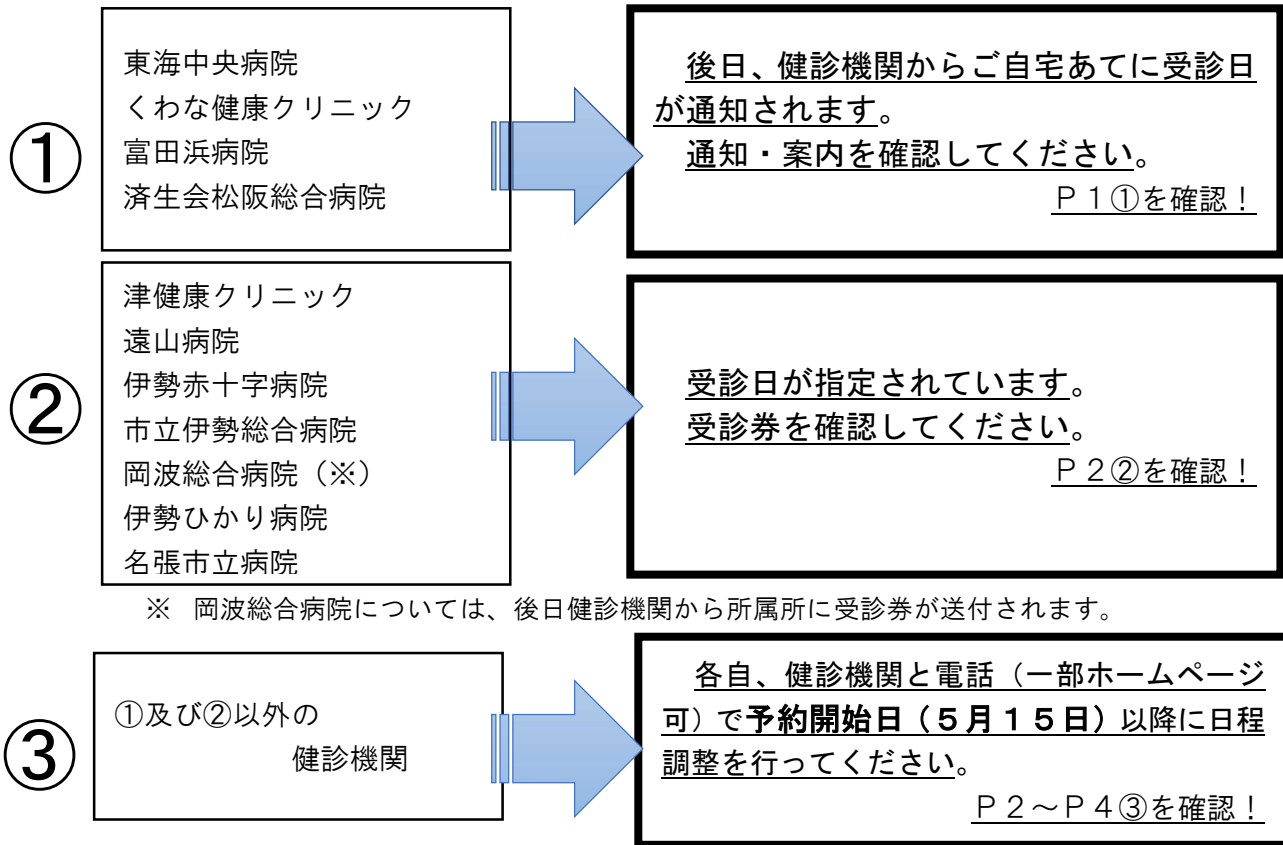 ①
東海中央病院
くわな健康クリニック
富田浜病院
済生会松阪総合病院
後日、健診機関からご自宅あてに受診日
が通知されます。
通知・案内を確認してください。
Ｐ１①を確認！
②
津健康クリニック
遠山病院
伊勢赤十字病院
市立伊勢総合病院
岡波総合病院（※）
伊勢ひかり病院
名張市立病院
受診日が指定されています。
受診券を確認してください。
Ｐ２②を確認！
※　岡波総合病院については、後日健診機関から所属所に受診券が送付されます。
③
①及び②以外の
健診機関
各自、健診機関と電話（一部ホームページ
可）で予約開始日（５月１５日）以降に日程
調整を行ってください。
Ｐ２～Ｐ４③を確認！